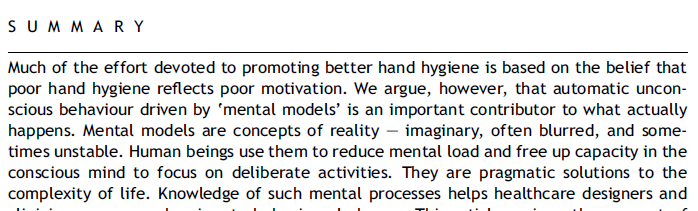 SUMMARY
Much of the effort devoted to promoting better hand hygiene is based on the belief that
poor hand hygiene reflects poor motivation. We argue, however, that automatic uncon-
scious behaviour driven by ‘mental models’ is an important contributor to what actually
happens. Mental models are concepts of reality — imaginary, often blurred, and some-
times unstable. Human beings use them to reduce mental load and free up capacity in the
conscious mind to focus on deliberate activities. They are pragmatic solutions to the
complexity of life. Knowledge of such mental processes helps healthcare designers and